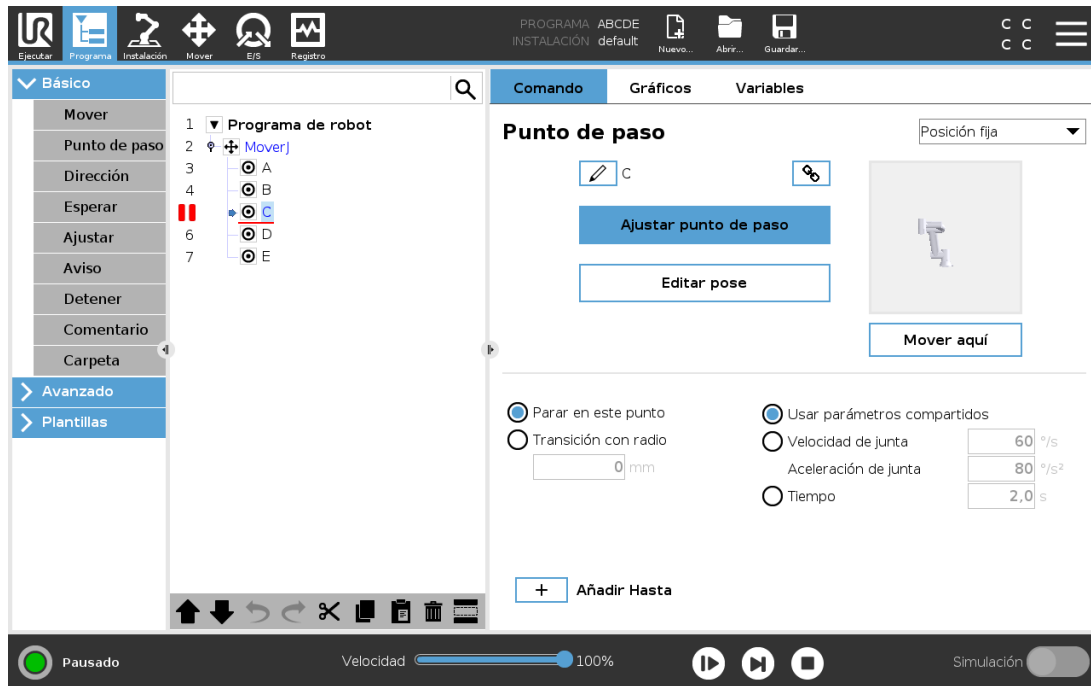 UR
PROGRAMA ABCDE
INSTALACIÓN default
C C
C C
Ejecutar Programa Instalación Mover E/S Registro Nuevo... Abrir... Guardar...
Básico
Mover
Punto de paso
Dirección
Esperar
Ajustar
Aviso
Detener
Comentario
Carpeta
Avanzado
Plantillas
1 Programa de robot
2 MoverJ
3 A
4 B
C
6 D
7 E
Comando Gráficos Variables
Punto de paso
Posición fija
C
Ajustar punto de paso
Editar pose
Mover aquí
Parar en este punto
Transición con radio
0 mm
Usar parámetros compartidos
Velocidad de junta 60 °/s
Aceleración de junta 80 °/s²
Tiempo 2,0 s
+ Añadir Hasta
Pausado
Velocidad 100%
Simulación